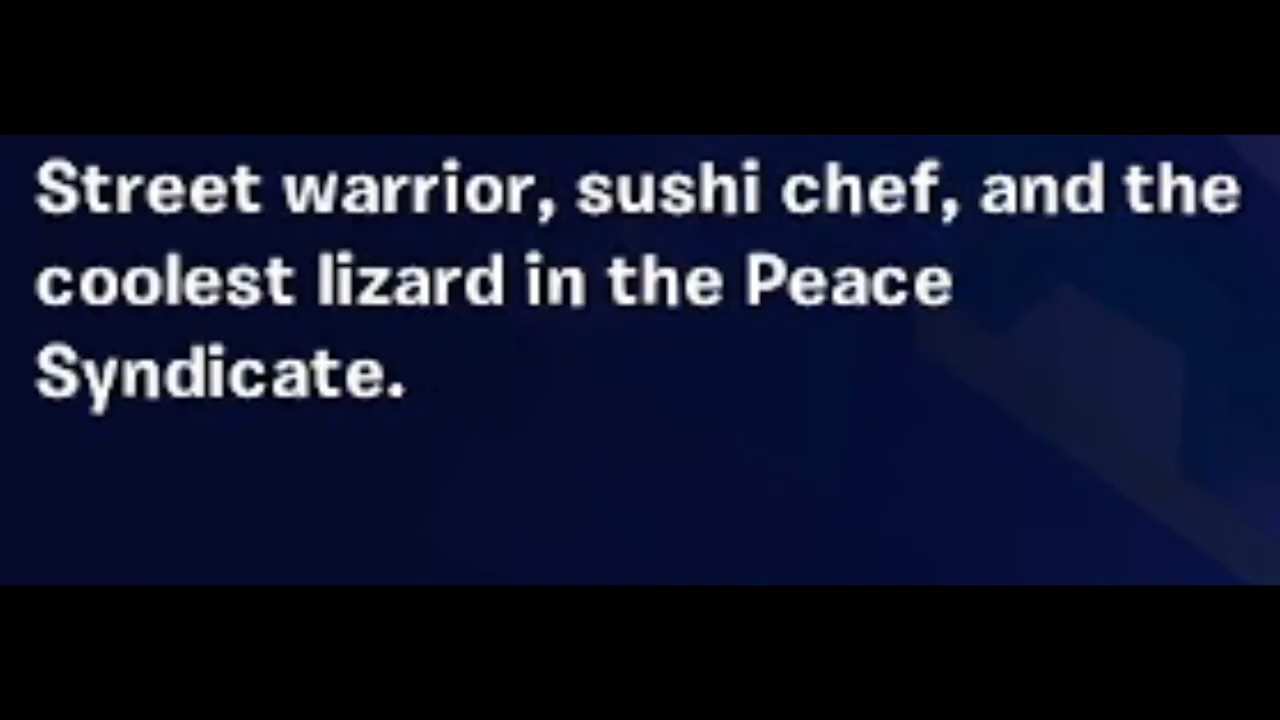 Street warrior, sushi chef, and the
coolest lizard in the Peace
Syndicate.